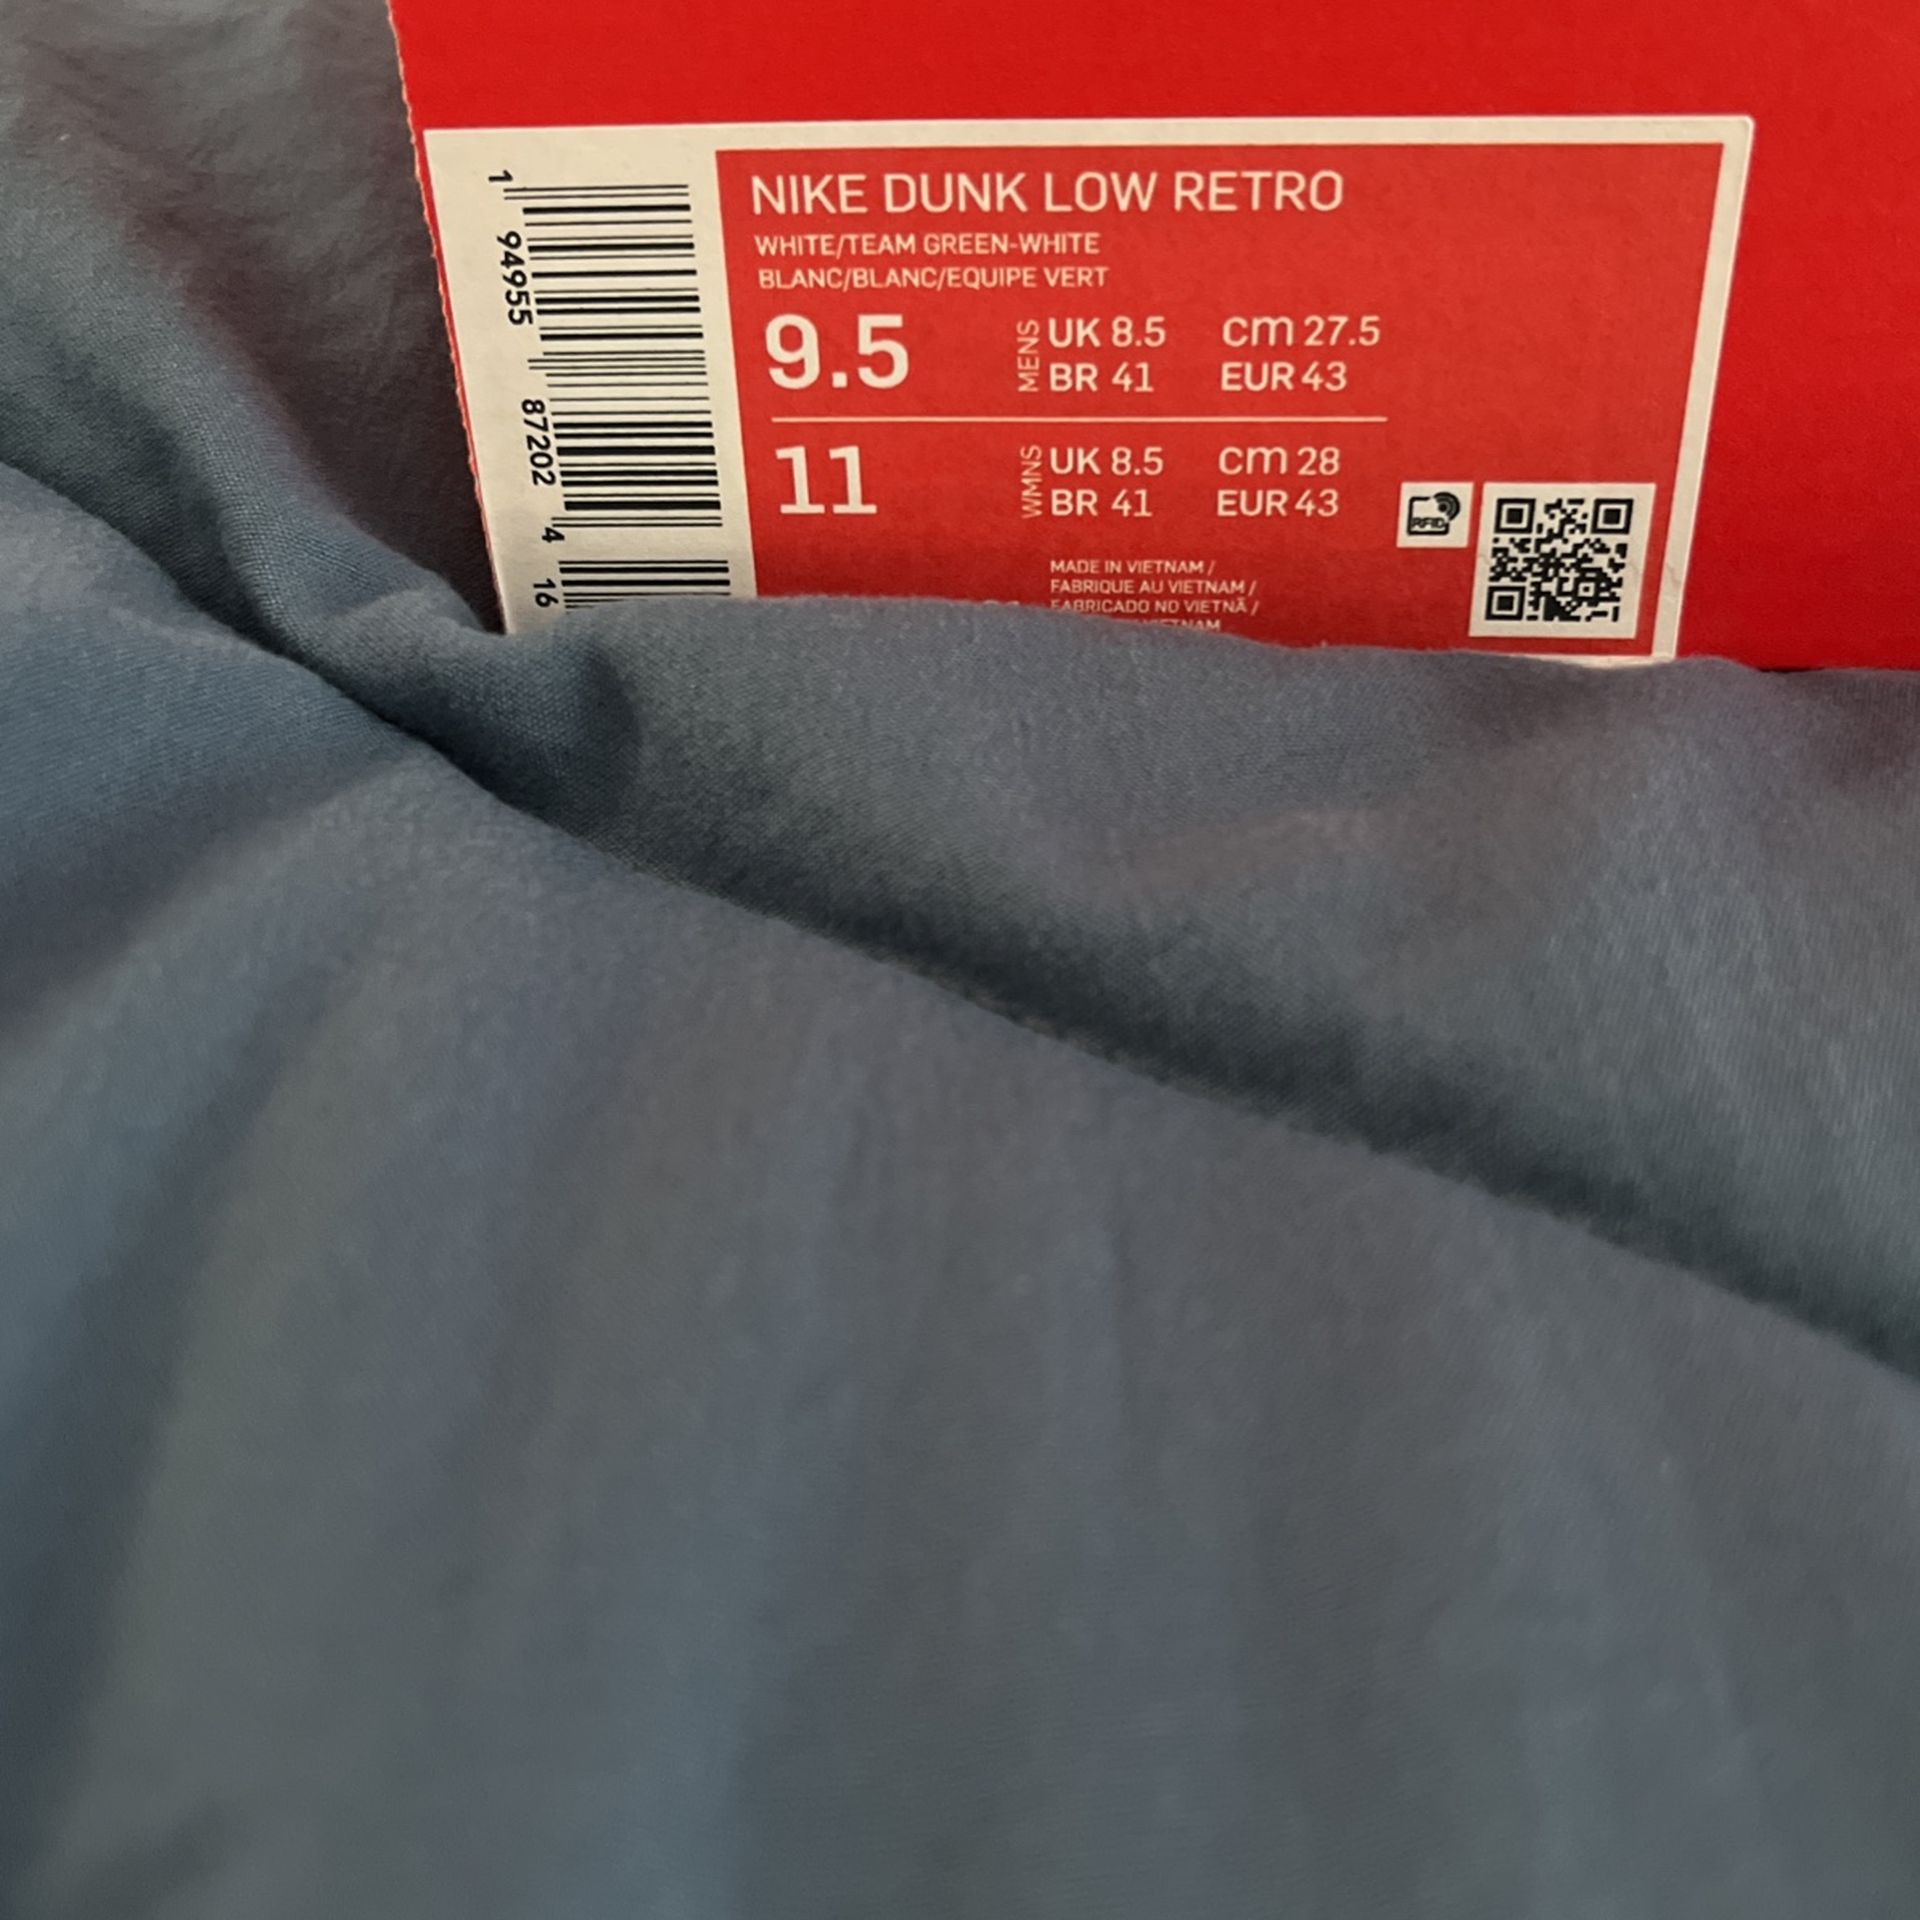 NIKE DUNK LOW RETRO
WHITE/TEAM GREEN-WHITE
BLANC/BLANC/EQUIPE VERT
9.5
MENS
UK 8.5 cm 27.5
BR 41 EUR 43
11
WMNS
UK 8.5 cm 28
BR 41 EUR 43
MADE IN VIETNAM /
FABRIQUE AU VIETNAM /
FABRICADO NO VIETNÃ /
VIETNAM
RFID
1 94955 87202 4 16